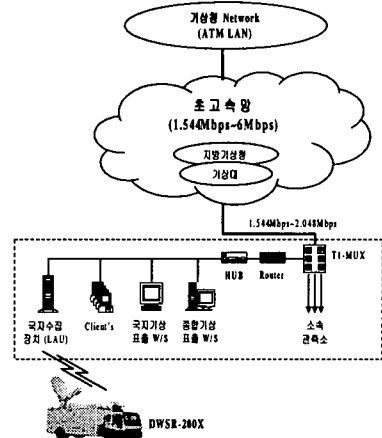 기상청 Network
(ATM LAN)
초고속망
(1.544Mbps~6Mbps)
지방기상청
기상대
1.544Mbps~2.048Mbps
T1-MUX
HUB
Router
국지수집
장치 (LAU)
Client's
국지기상
표출 W/S
종합기상
표출 W/S
소속
관측소
DWSR-200X